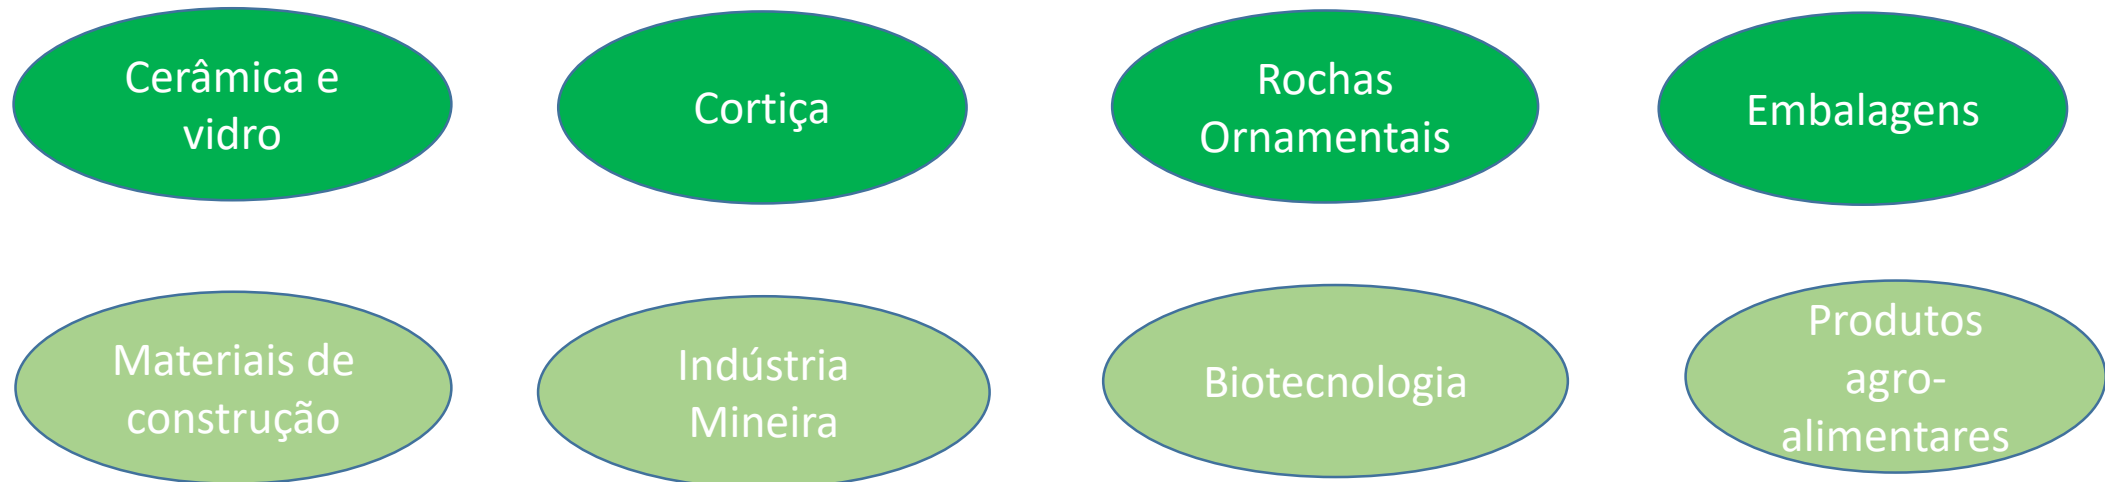 Cerâmica e
vidro
Cortiça
Rochas
Ornamentais
Embalagens
Materiais de
construção
Indústria
Mineira
Biotecnologia
Produtos
agro-
alimentares